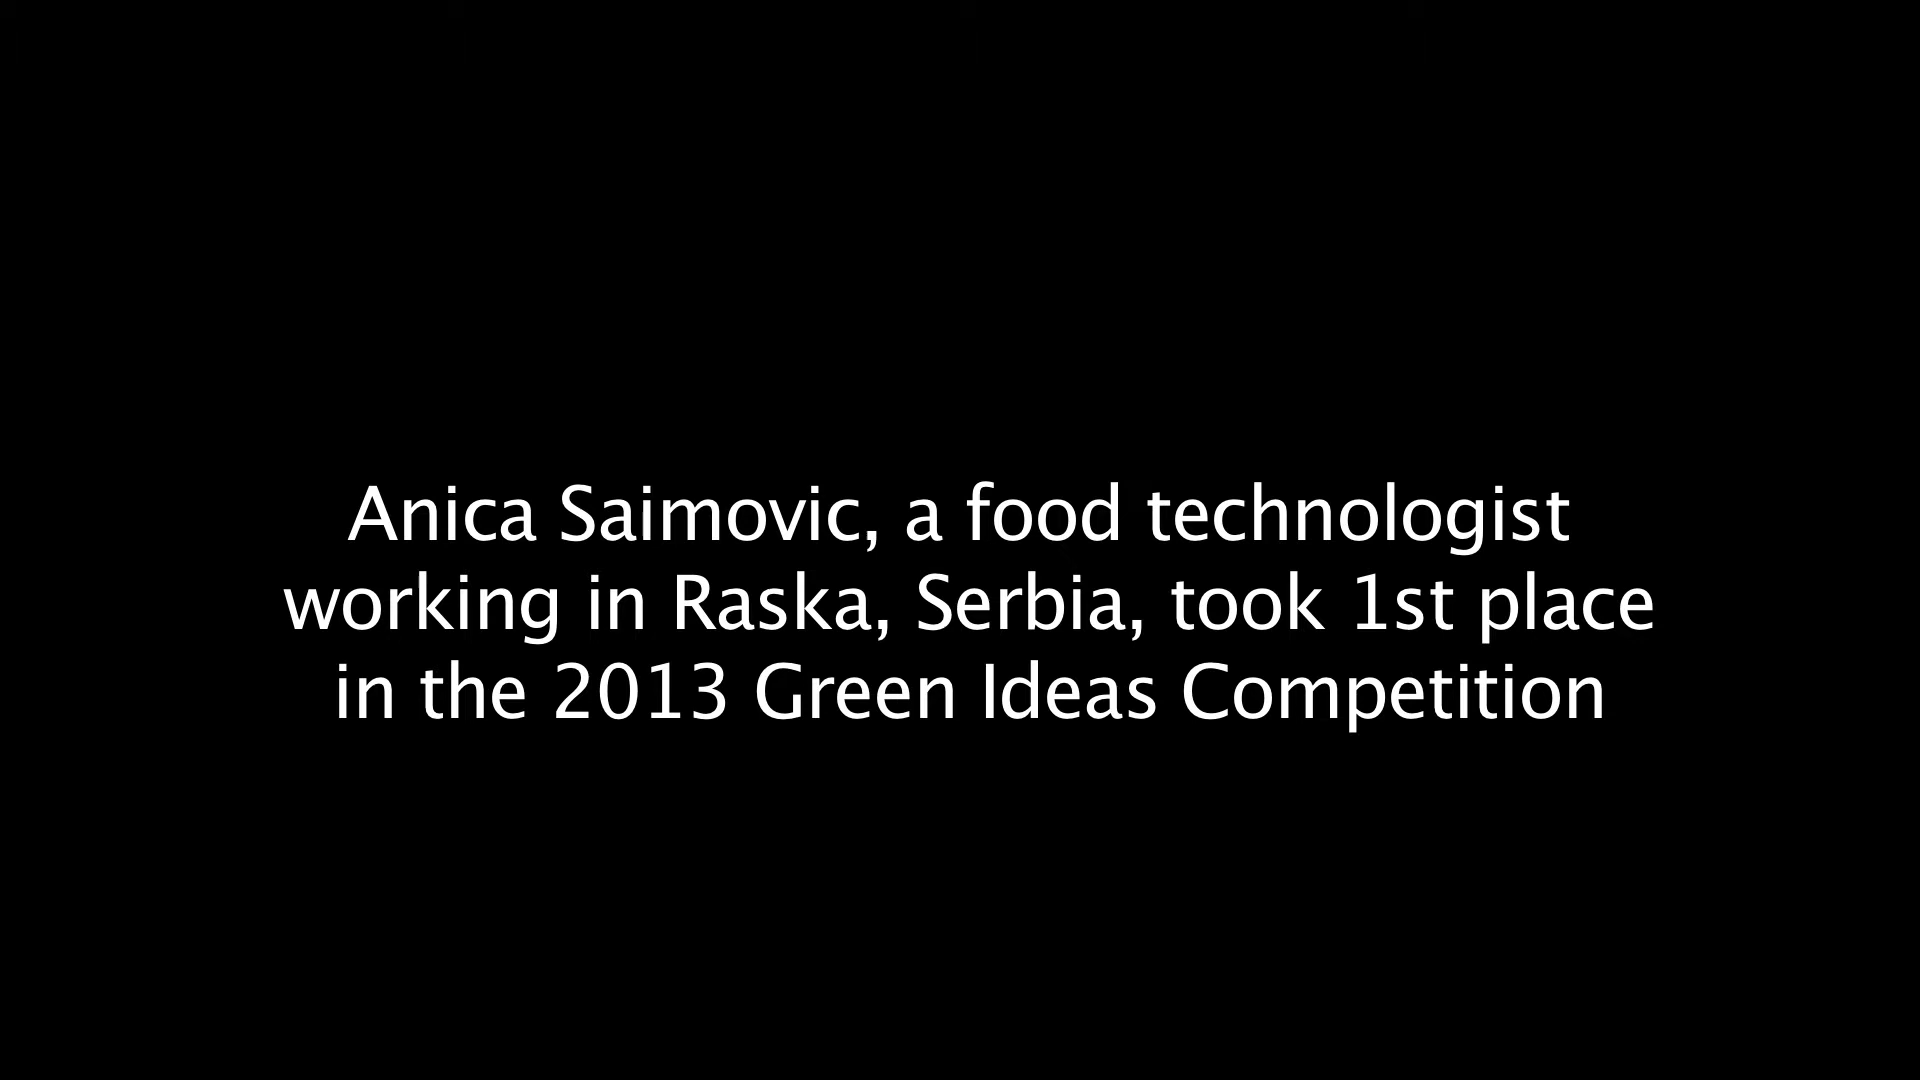 Anica Saimovic, a food technologist
working in Raska, Serbia, took 1st place
in the 2013 Green Ideas Competition